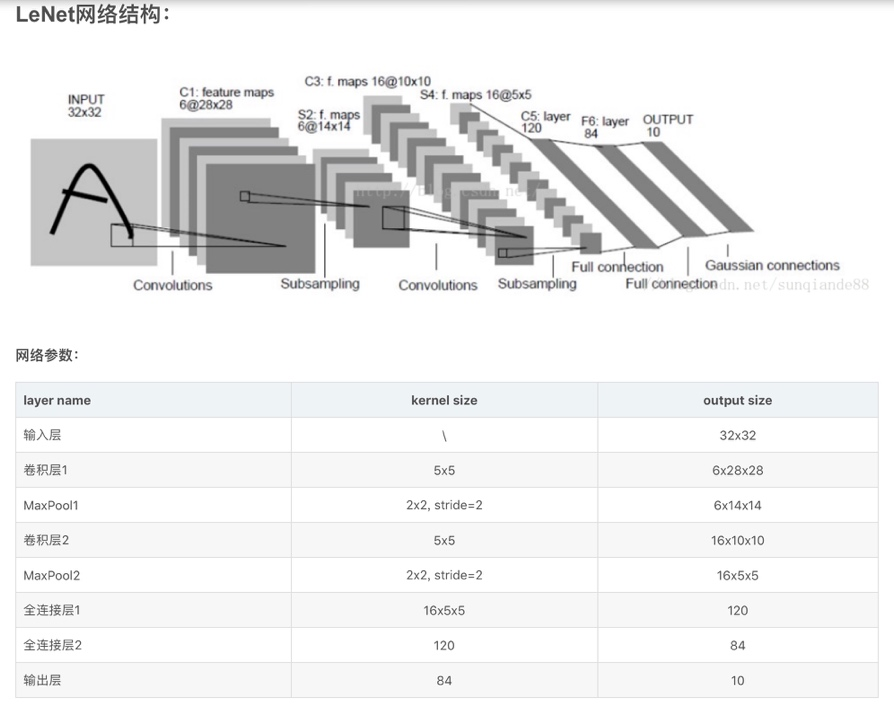 LeNet网络结构：
C3: f. maps 16@10x10
C1: feature maps
6@28x28
S4: f. maps 16@5x5
INPUT
32x32
S2: f. maps
6@14x14
C5: layer
120
F6: layer
84
OUTPUT
10
Convolutions
Subsampling
Convolutions
Subsampling
Full connection
Full connection
Gaussian connections
网络参数：
layer name kernel size output size
输入层 \ 32x32
卷积层1 5x5 6x28x28
MaxPool1 2x2, stride=2 6x14x14
卷积层2 5x5 16x10x10
MaxPool2 2x2, stride=2 16x5x5
全连接层1 16x5x5 120
全连接层2 120 84
输出层 84 10